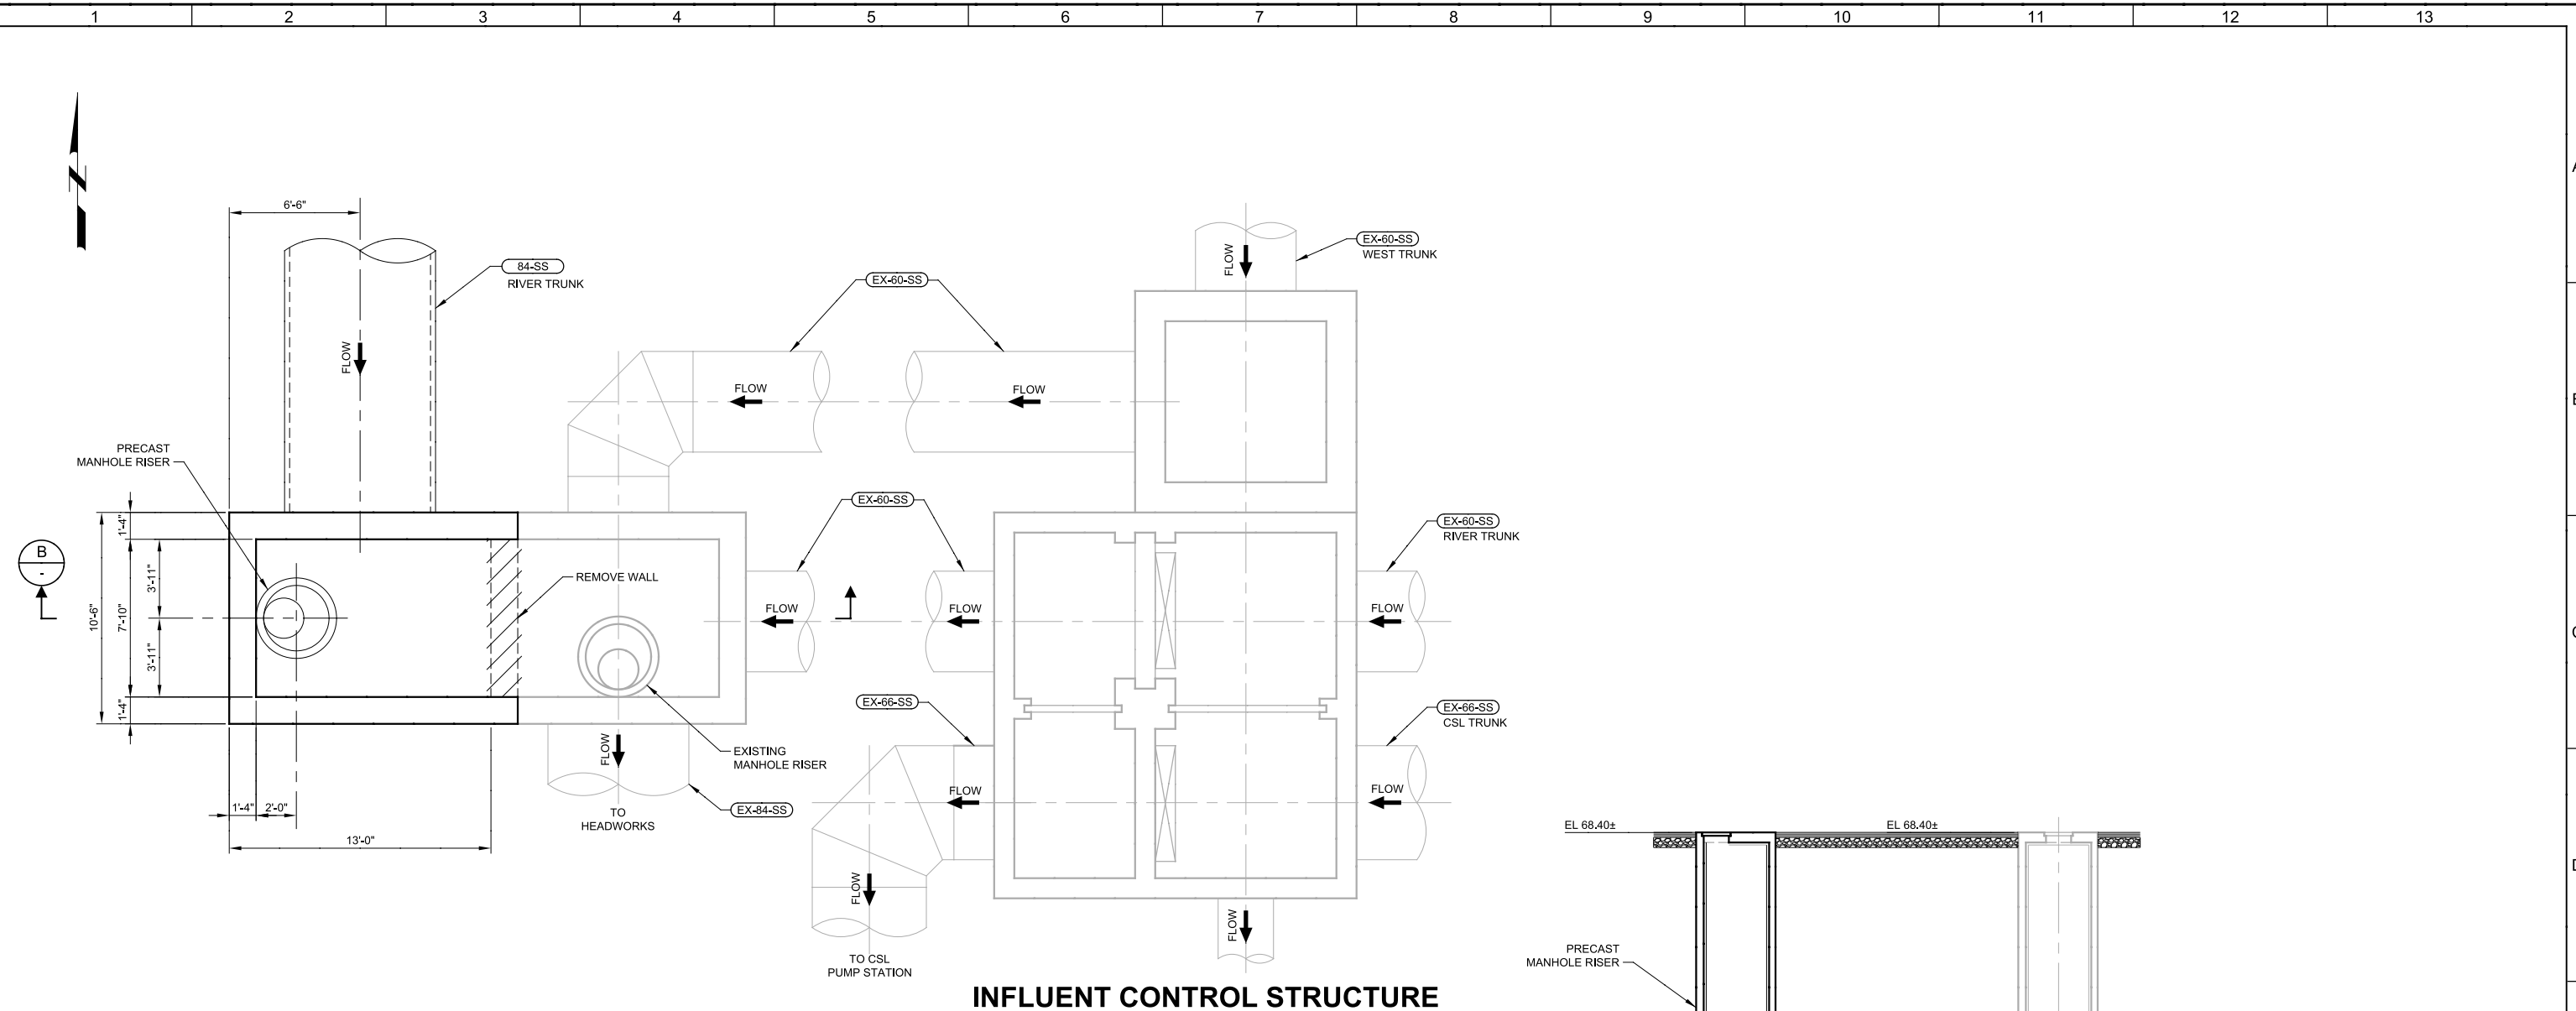 1 2 3 4 5 6 7 8 9 10 11 12 13
N
6'-6"
84-SS
RIVER TRUNK
FLOW
EX-60-SS
FLOW
FLOW
FLOW
EX-60-SS
WEST TRUNK
PRECAST
MANHOLE RISER
B
-
10'-6"
1'-4"
7'-10"
1'-4"
3'-11"
3'-11"
REMOVE WALL
EX-60-SS
FLOW
FLOW
EX-60-SS
RIVER TRUNK
FLOW
EX-66-SS
EX-66-SS
CSL TRUNK
EXISTING
MANHOLE RISER
FLOW
TO
HEADWORKS
EX-84-SS
1'-4"
2'-0"
13'-0"
FLOW
FLOW
FLOW
TO CSL
PUMP STATION
FLOW
INFLUENT CONTROL STRUCTURE
EL 68.40±
EL 68.40±
PRECAST
MANHOLE RISER